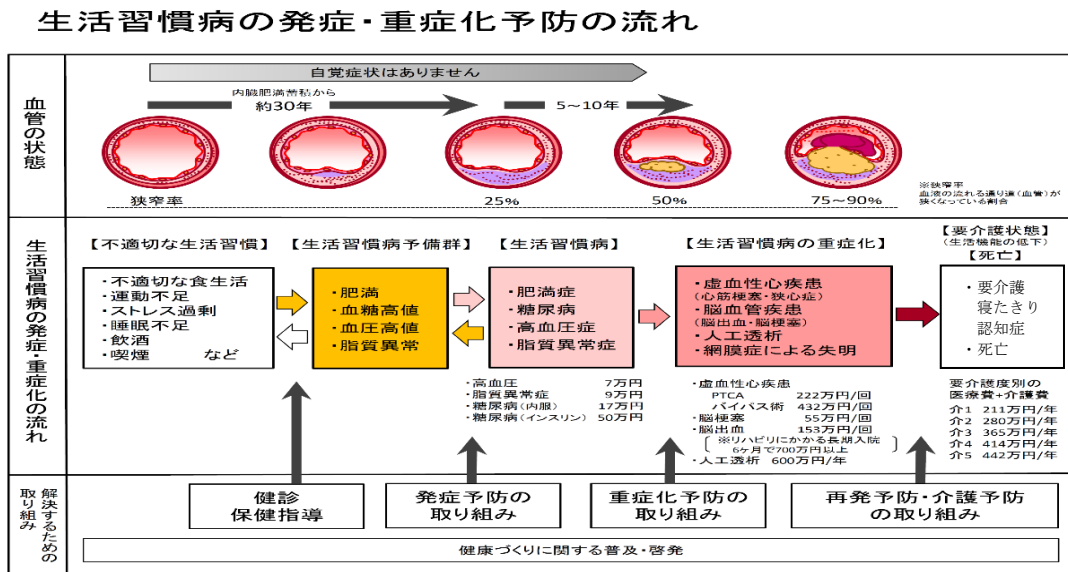 生活習慣病の発症・重症化予防の流れ
血管の状態
自覚症状はありません
内臓肥満蓄積から
約30年
5～10年
狭窄率
25%
50%
75～90%
※狭窄率
血液の流れる通り道(血管)が
狭くなっている割合
生活習慣病の発症・重症化の流れ
【不適切な生活習慣】
・不適切な食生活
・運動不足
・ストレス過剰
・睡眠不足
・飲酒
・喫煙 など
【生活習慣病予備群】
・肥満
・血糖高値
・血圧高値
・脂質異常
【生活習慣病】
・肥満症
・糖尿病
・高血圧症
・脂質異常症
・高血圧 7万円
・脂質異常症 9万円
・糖尿病(内服) 17万円
・糖尿病(インスリン) 50万円
【生活習慣病の重症化】
・虚血性心疾患
(心筋梗塞・狭心症)
・脳血管疾患
(脳出血・脳梗塞)
・人工透析
・網膜症による失明
・虚血性心疾患
PTCA 222万円/回
バイパス術 432万円/回
・脳梗塞 55万円/回
・脳出血 153万円/回
※リハビリにかかる長期入院
6ヶ月で700万円以上
・人工透析 600万円/年
【要介護状態】
(生活機能の低下)
【死亡】
・要介護
寝たきり
認知症
・死亡
要介護度別の
医療費+介護費
介1 211万円/年
介2 280万円/年
介3 365万円/年
介4 414万円/年
介5 442万円/年
解決するための
取り組み
健診
保健指導
発症予防の
取り組み
重症化予防の
取り組み
再発予防・介護予防
の取り組み
健康づくりに関する普及・啓発